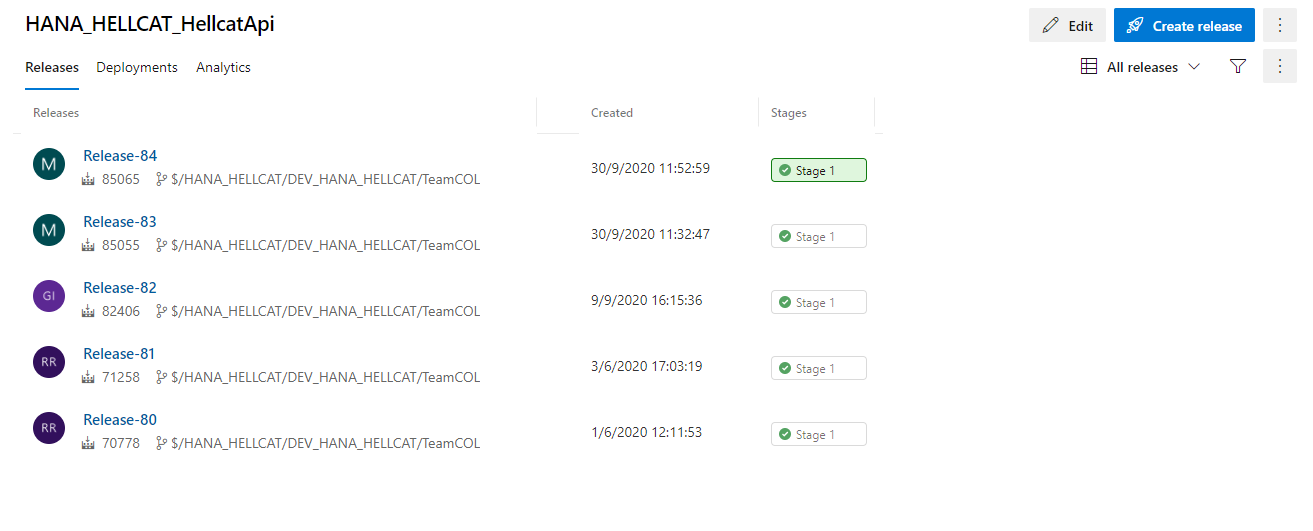 HANA_HELLCAT_HellcatApi
Edit
Create release
Releases Deployments Analytics
All releases
Releases Created Stages
M Release-84
85065 $/HANA_HELLCAT/DEV_HANA_HELLCAT/TeamCOL
30/9/2020 11:52:59
Stage 1
M Release-83
85055 $/HANA_HELLCAT/DEV_HANA_HELLCAT/TeamCOL
30/9/2020 11:32:47
Stage 1
GI Release-82
82406 $/HANA_HELLCAT/DEV_HANA_HELLCAT/TeamCOL
9/9/2020 16:15:36
Stage 1
RR Release-81
71258 $/HANA_HELLCAT/DEV_HANA_HELLCAT/TeamCOL
3/6/2020 17:03:19
Stage 1
RR Release-80
70778 $/HANA_HELLCAT/DEV_HANA_HELLCAT/TeamCOL
1/6/2020 12:11:53
Stage 1